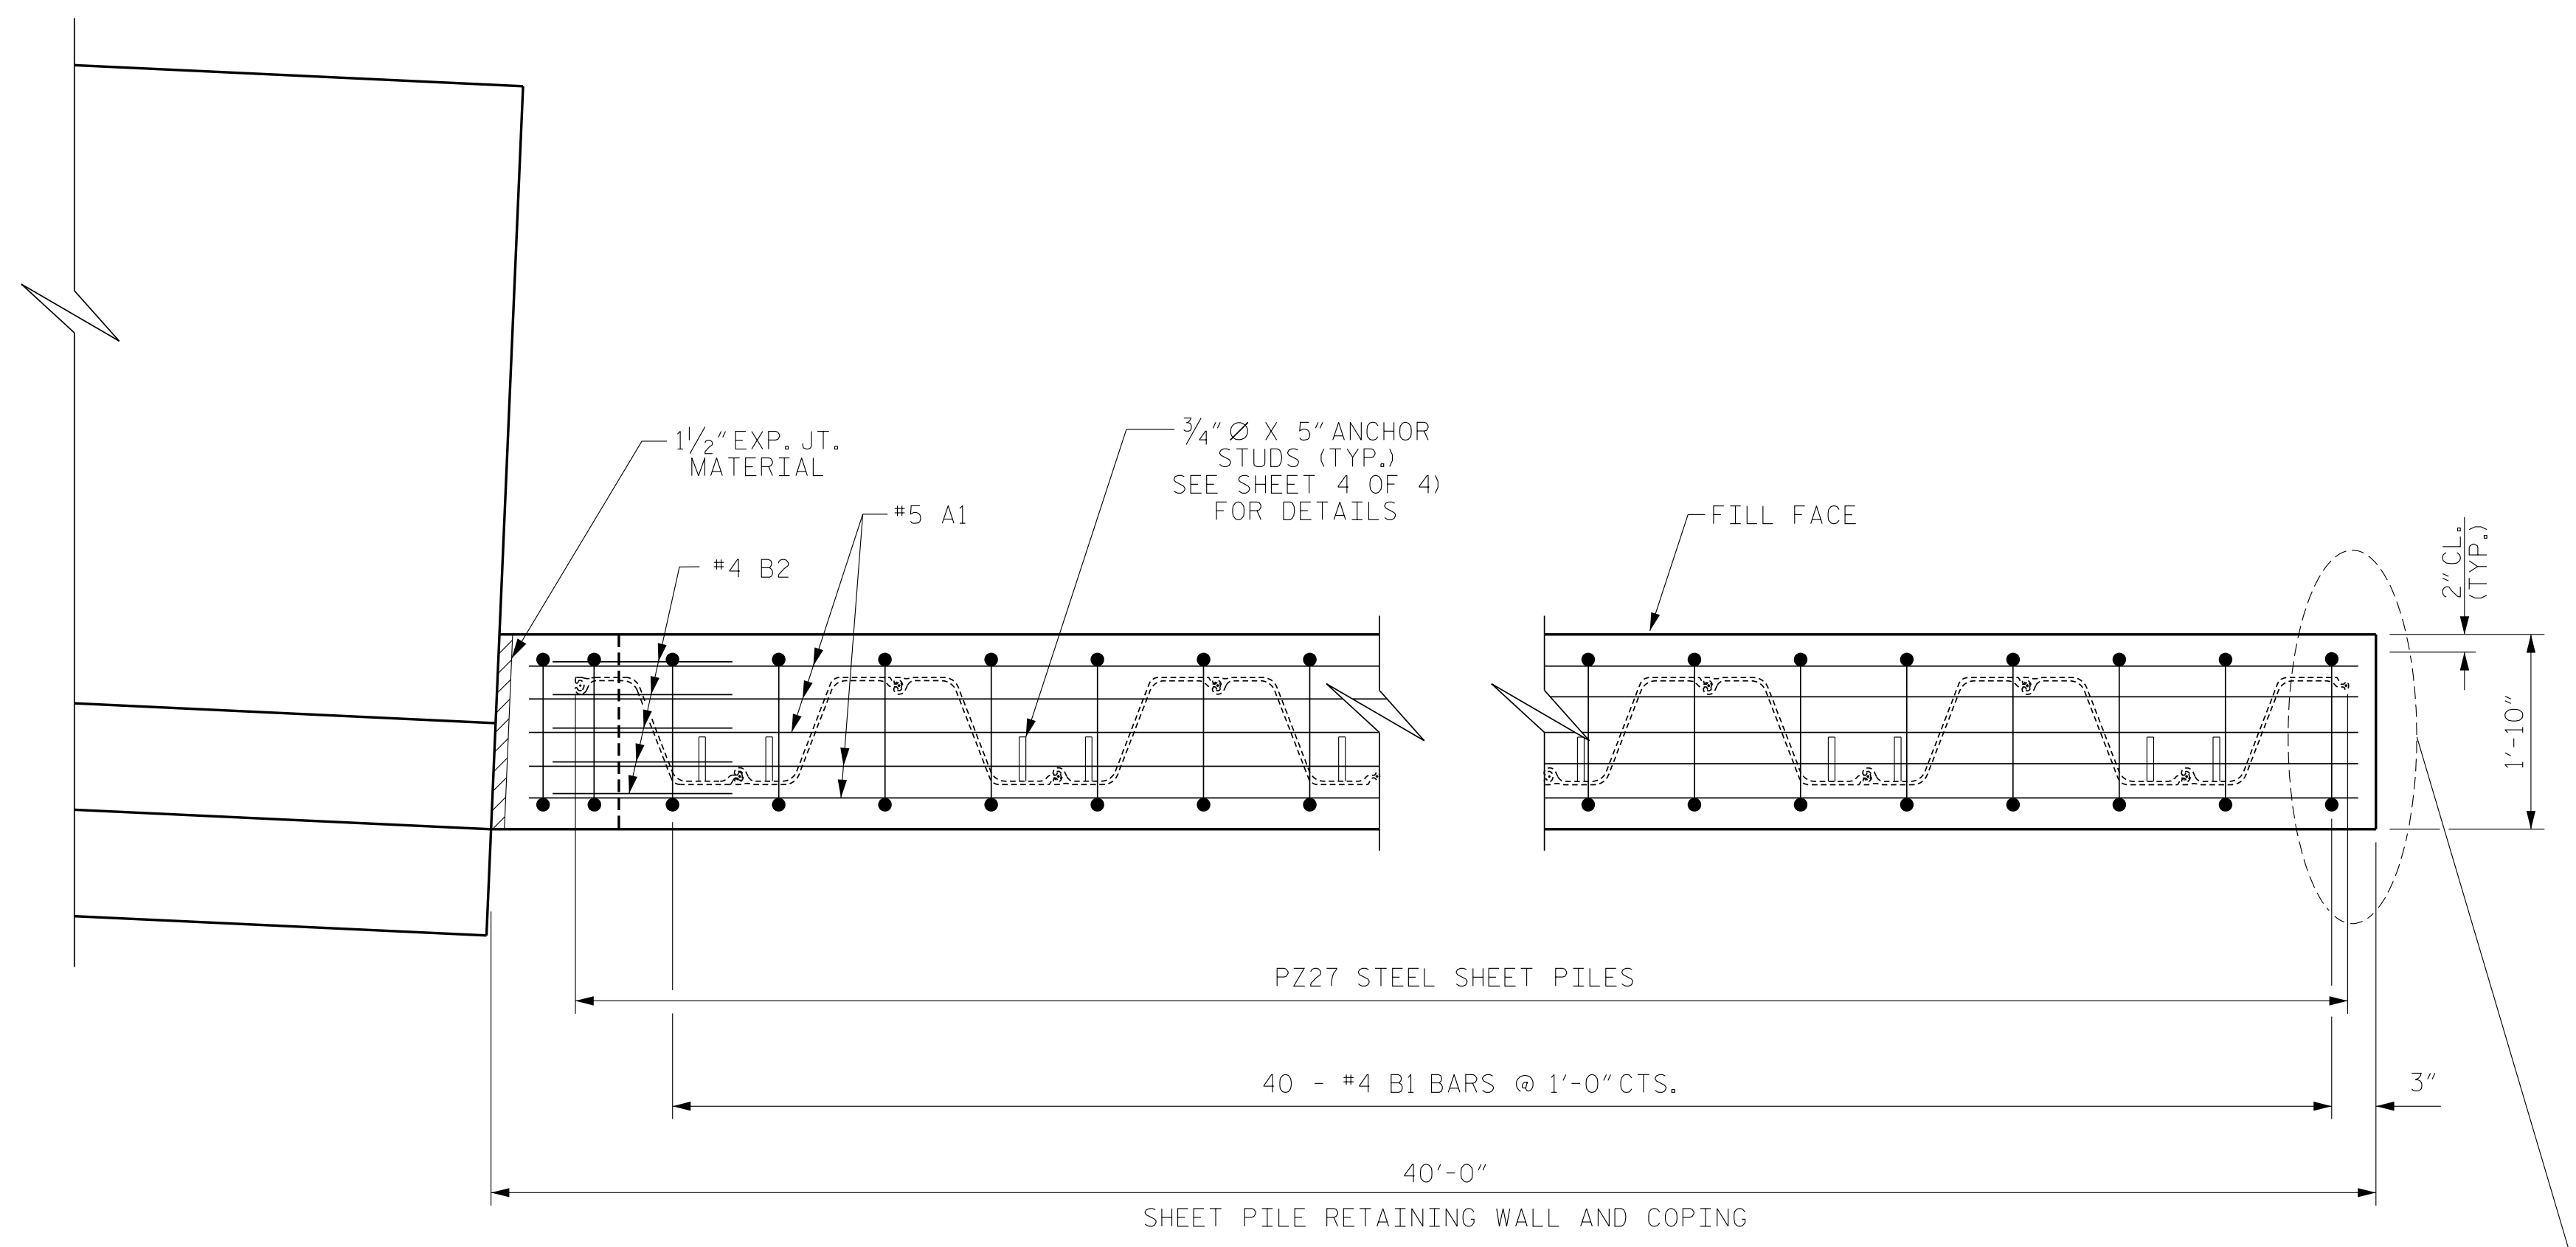 1 1/2" EXP. JT.
MATERIAL
3/4" Ø X 5" ANCHOR
STUDS (TYP.)
SEE SHEET 4 OF 4)
FOR DETAILS
#5 A1
#4 B2
FILL FACE
2" CL.
(TYP.)
1'-10"
PZ27 STEEL SHEET PILES
40 - #4 B1 BARS @ 1'-0" CTS.
3"
40'-0"
SHEET PILE RETAINING WALL AND COPING